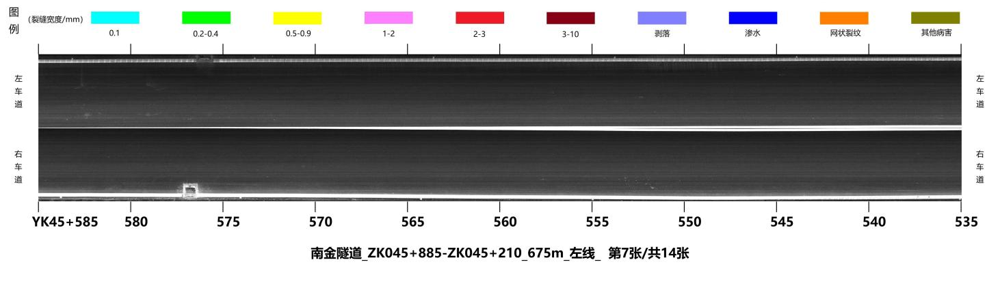 图例 (裂缝宽度/mm) 0.1 0.2-0.4 0.5-0.9 1-2 2-3 3-10 剥落 渗水 网状裂纹 其他病害
左车道 左车道
右车道 右车道
YK45+585 580 575 570 565 560 555 550 545 540 535
南金隧道_ZK045+885-ZK045+210_675m_左线_ 第7张/共14张